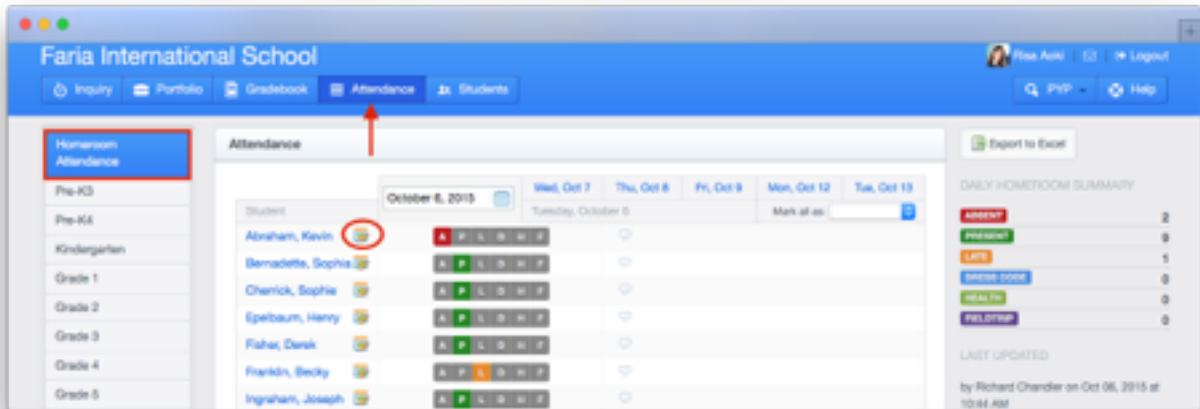 Faria International School
Risa Aoki
Logout
Inquiry
Portfolio
Gradebook
Attendance
Students
PYP
Help
Homeroom
Attendance
Pre-K3
Pre-K4
Kindergarten
Grade 1
Grade 2
Grade 3
Grade 4
Grade 5
Attendance
October 6, 2015
Wed, Oct 7
Thu, Oct 8
Fri, Oct 9
Mon, Oct 12
Tue, Oct 13
Student
Tuesday, October 6
Mark all as:
Abraham, Kevin A P L D H F
Bernadette, Sophia A P L D H F
Cherrick, Sophie A P L D H F
Epelbaum, Henry A P L D H F
Fisher, Derek A P L D H F
Franklin, Becky A P L D H F
Ingraham, Joseph A P L D H F
Export to Excel
DAILY HOMEROOM SUMMARY
ABSENT 2
PRESENT 9
LATE 1
DRESS CODE 0
HEALTH 0
FIELDTRIP 0
LAST UPDATED
by Richard Chandler on Oct 06, 2015 at
10:44 AM